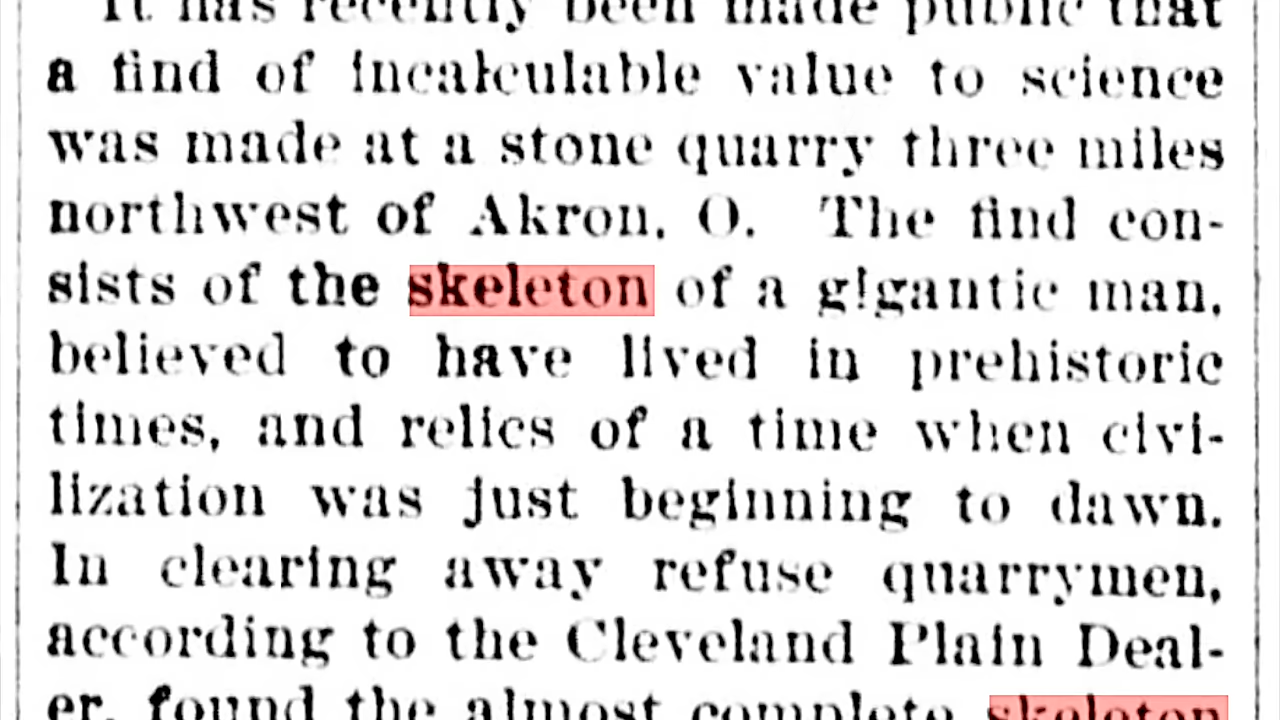 It has recently been made public that
a find of incalculable value to science
was made at a stone quarry three miles
northwest of Akron, O. The find con-
sists of the skeleton of a gigantic man,
believed to have lived in prehistoric
times, and relics of a time when civi-
lization was just beginning to dawn.
In clearing away refuse quarrymen,
according to the Cleveland Plain Deal-
er, found the almost complete skeleton